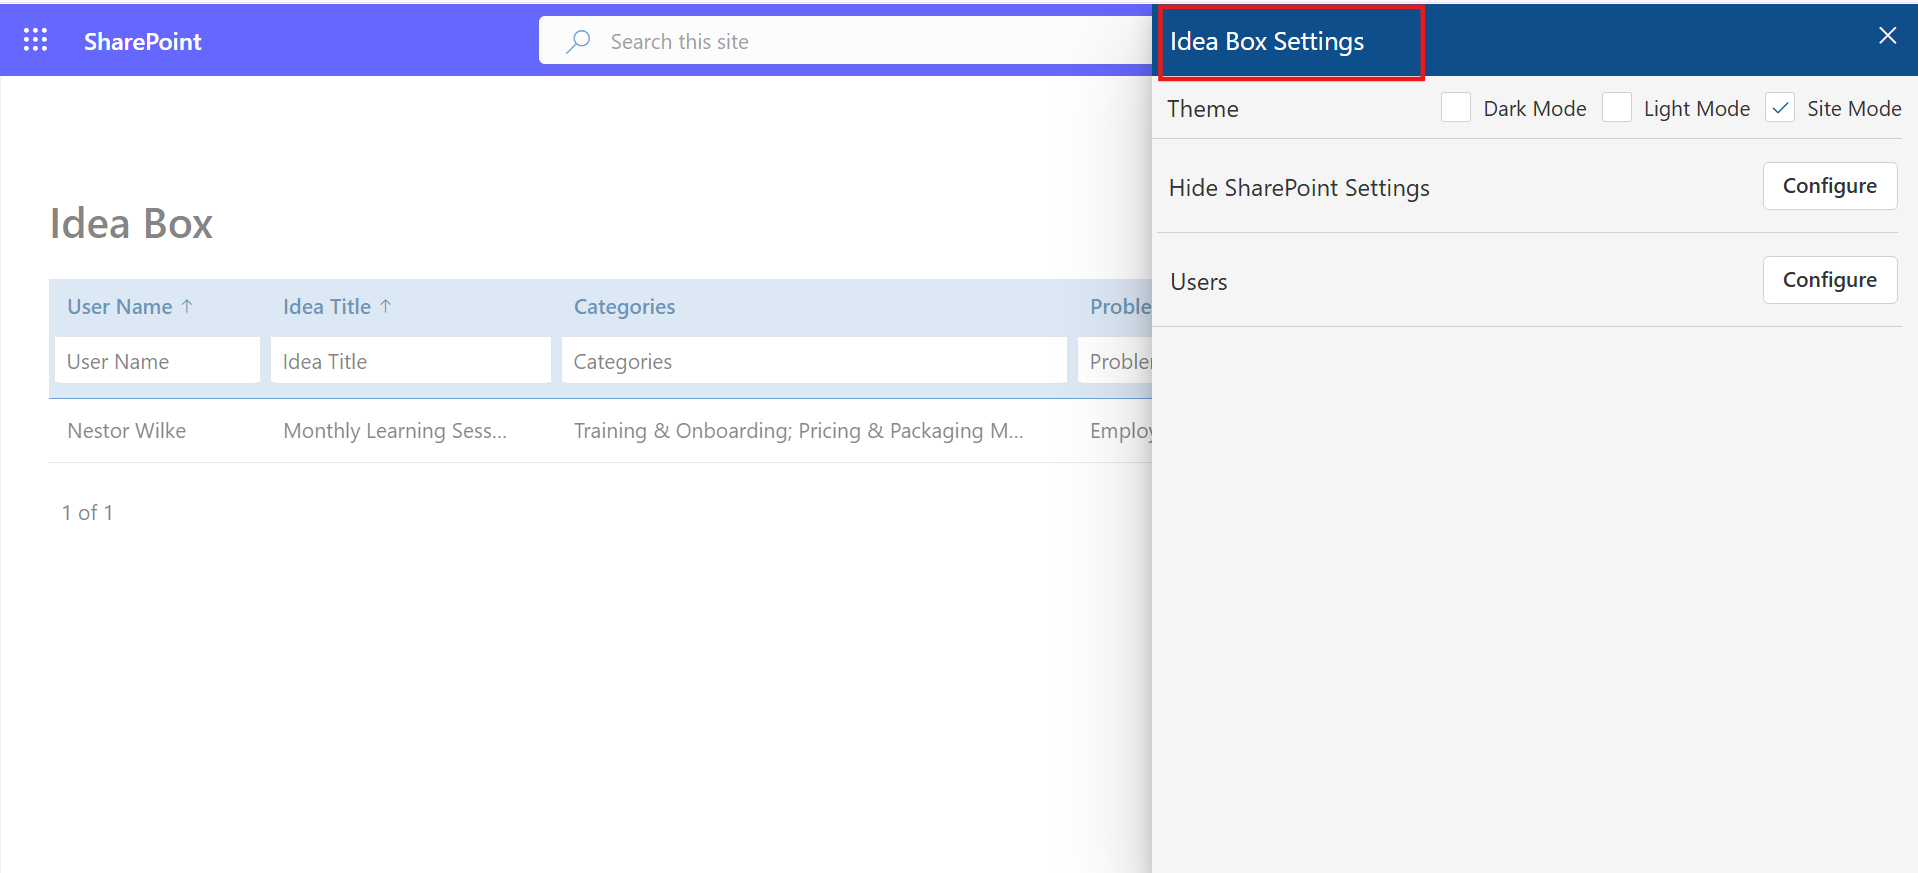 SharePoint
Search this site
Idea Box Settings
Theme
Dark Mode
Light Mode
Site Mode
Hide SharePoint Settings
Configure
Users
Configure
Idea Box
User Name ↑
Idea Title ↑
Categories
Proble
User Name
Idea Title
Categories
Proble
Nestor Wilke
Monthly Learning Sess...
Training & Onboarding; Pricing & Packaging M...
Employ
1 of 1